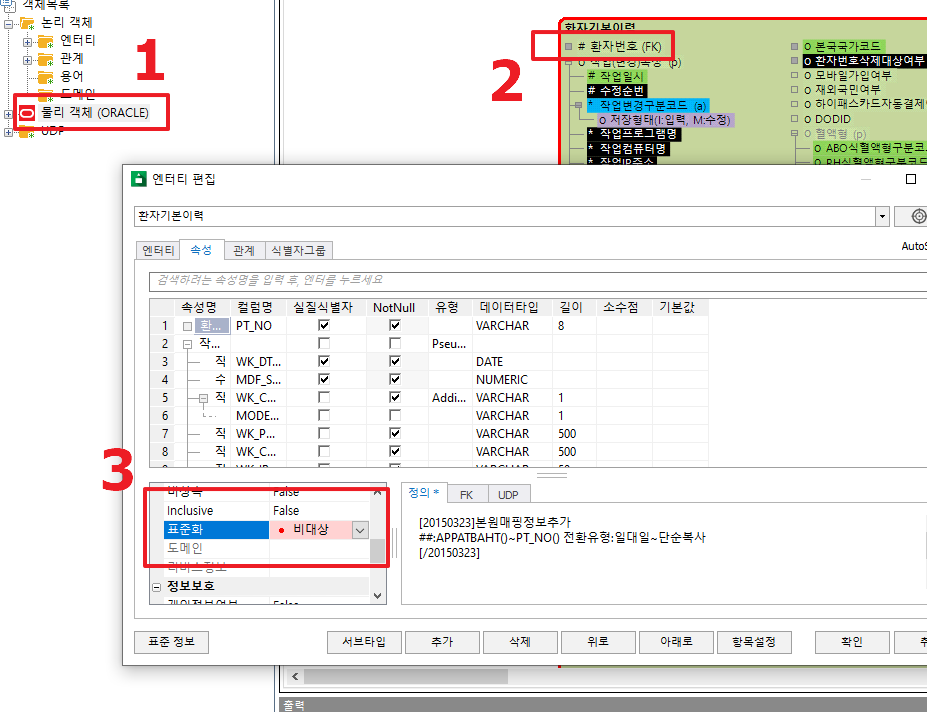 객체목록
논리 객체
엔터티
관계
용어
도메인
물리 객체 (ORACLE)
UDP
1
2
3
환자기본이력
# 환자번호 (FK)
o 작업(변경)속성 (p)
# 작업일시
# 수정순번
* 작업변경구분코드 (a)
o 저장형태(I:입력, M:수정)
* 작업프로그램명
* 작업컴퓨터명
* 작업IP주소
o 본국국가코드
o 환자번호삭제대상여부
o 모바일가입여부
o 재외국민여부
o 하이패스카드자동결제
o DODID
o 혈액형 (p)
o ABO식혈액형구분코
o RH식혈액형구분코드
엔터티 편집
환자기본이력
AutoS
엔터티 속성 관계 식별자그룹
검색하려는 속성명을 입력 후, 엔터를 누르세요
속성명 컬럼명 실질식별자 NotNull 유형 데이터타입 길이 소수점 기본값
1 환... PT_NO VARCHAR 8
2 작... Pseu...
3 직 WK_DT... DATE
4 수 MDF_S... NUMERIC
5 직 WK_C... Addi... VARCHAR 1
6 MODE... VARCHAR 1
7 직 WK_P... VARCHAR 500
8 직 WK_C... VARCHAR 500
비상속 False
Inclusive False
표준화 비대상
도메인
정보보호
개인정보여부 False
정의 * FK UDP
[20150323]본원매핑정보추가
##:APPATBAHT()~PT_NO() 전환유형:일대일~단순복사
[/20150323]
표준 정보 서브타입 추가 삭제 위로 아래로 항목설정 확인
출력